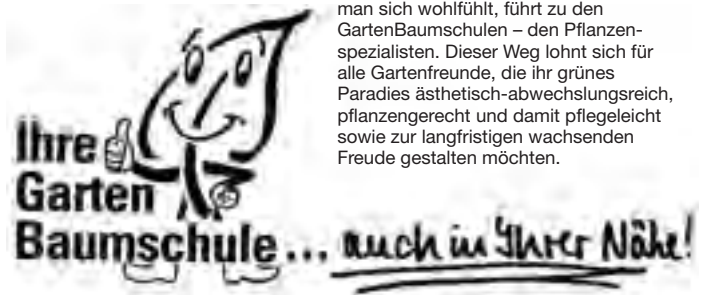 man sich wohlfühlt, führt zu den
GartenBaumschulen – den Pflanzen-
spezialisten. Dieser Weg lohnt sich für
alle Gartenfreunde, die ihr grünes
Paradies ästhetisch-abwechslungsreich,
pflanzengerecht und damit pflegeleicht
sowie zur langfristigen wachsenden
Freude gestalten möchten.
Ihre
Garten
Baumschule... auch in Ihrer Nähe!